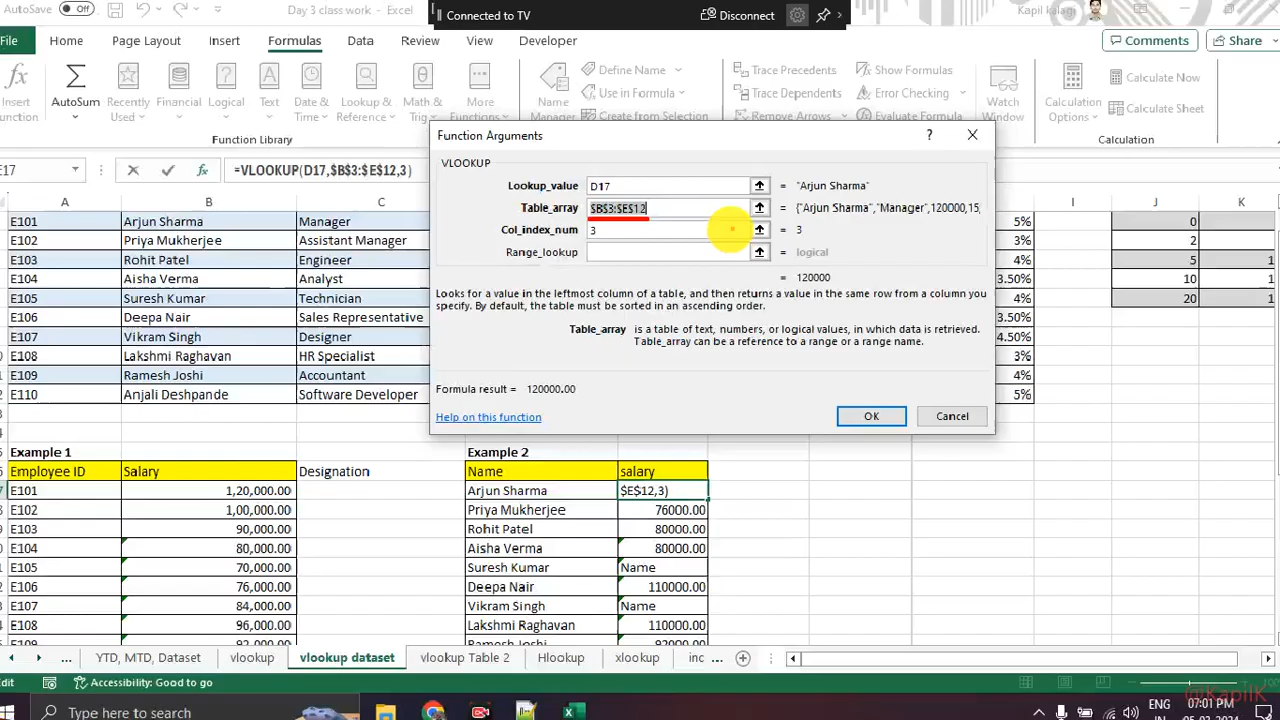 AutoSave Off Day 3 class work - Excel Connected to TV Disconnect Kapil kalagi
File Home Page Layout Insert Formulas Data Review View Developer Comments Share
Insert Function AutoSum Recently Used Financial Logical Text Date & Time Lookup & Reference Math & Trig More Name
Define Name Trace Precedents Show Formulas Watch Calculation Options Calculate Now
Use in Formula Trace Dependents Error Checking Calculate Sheet
Create from Selection Remove Arrows Evaluate Formula
Function Library Calculation
E17 fx =VLOOKUP(D17,$B$3:$E$12,3)
Function Arguments ?
VLOOKUP
Lookup_value D17 = "Arjun Sharma"
Table_array $B$3:$E$12 = {"Arjun Sharma","Manager",120000,15
Col_index_num 3 = 3
Range_lookup = logical
= 120000
Looks for a value in the leftmost column of a table, and then returns a value in the same row from a column you
specify. By default, the table must be sorted in an ascending order.
Table_array is a table of text, numbers, or logical values, in which data is retrieved.
Table_array can be a reference to a range or a range name.
Formula result = 120000.00
Help on this function OK Cancel
A B C I J K
E101 Arjun Sharma Manager 5% 0
E102 Priya Mukherjee Assistant Manager 3% 2
E103 Rohit Patel Engineer 4% 5 1
E104 Aisha Verma Analyst 3.50% 10 1
E105 Suresh Kumar Technician 4% 20 1
E106 Deepa Nair Sales Representative 3.50%
E107 Vikram Singh Designer 4.50%
E108 Lakshmi Raghavan HR Specialist 3%
E109 Ramesh Joshi Accountant 4%
E110 Anjali Deshpande Software Developer 5%
Example 1 Example 2
Employee ID Salary Designation Name salary
E101 1,20,000.00 Arjun Sharma $E$12,3)
E102 1,00,000.00 Priya Mukherjee 76000.00
E103 90,000.00 Rohit Patel 80000.00
E104 80,000.00 Aisha Verma 80000.00
E105 70,000.00 Suresh Kumar Name
E106 76,000.00 Deepa Nair 110000.00
E107 84,000.00 Vikram Singh Name
E108 96,000.00 Lakshmi Raghavan 110000.00
E109 92,000.00 Ramesh Joshi 92000.00
... YTD, MTD, Dataset vlookup vlookup dataset vlookup Table 2 Hlookup xlookup inc ...
Edit Accessibility: Good to go
@KapilK
Type here to search ENG 07:01 PM